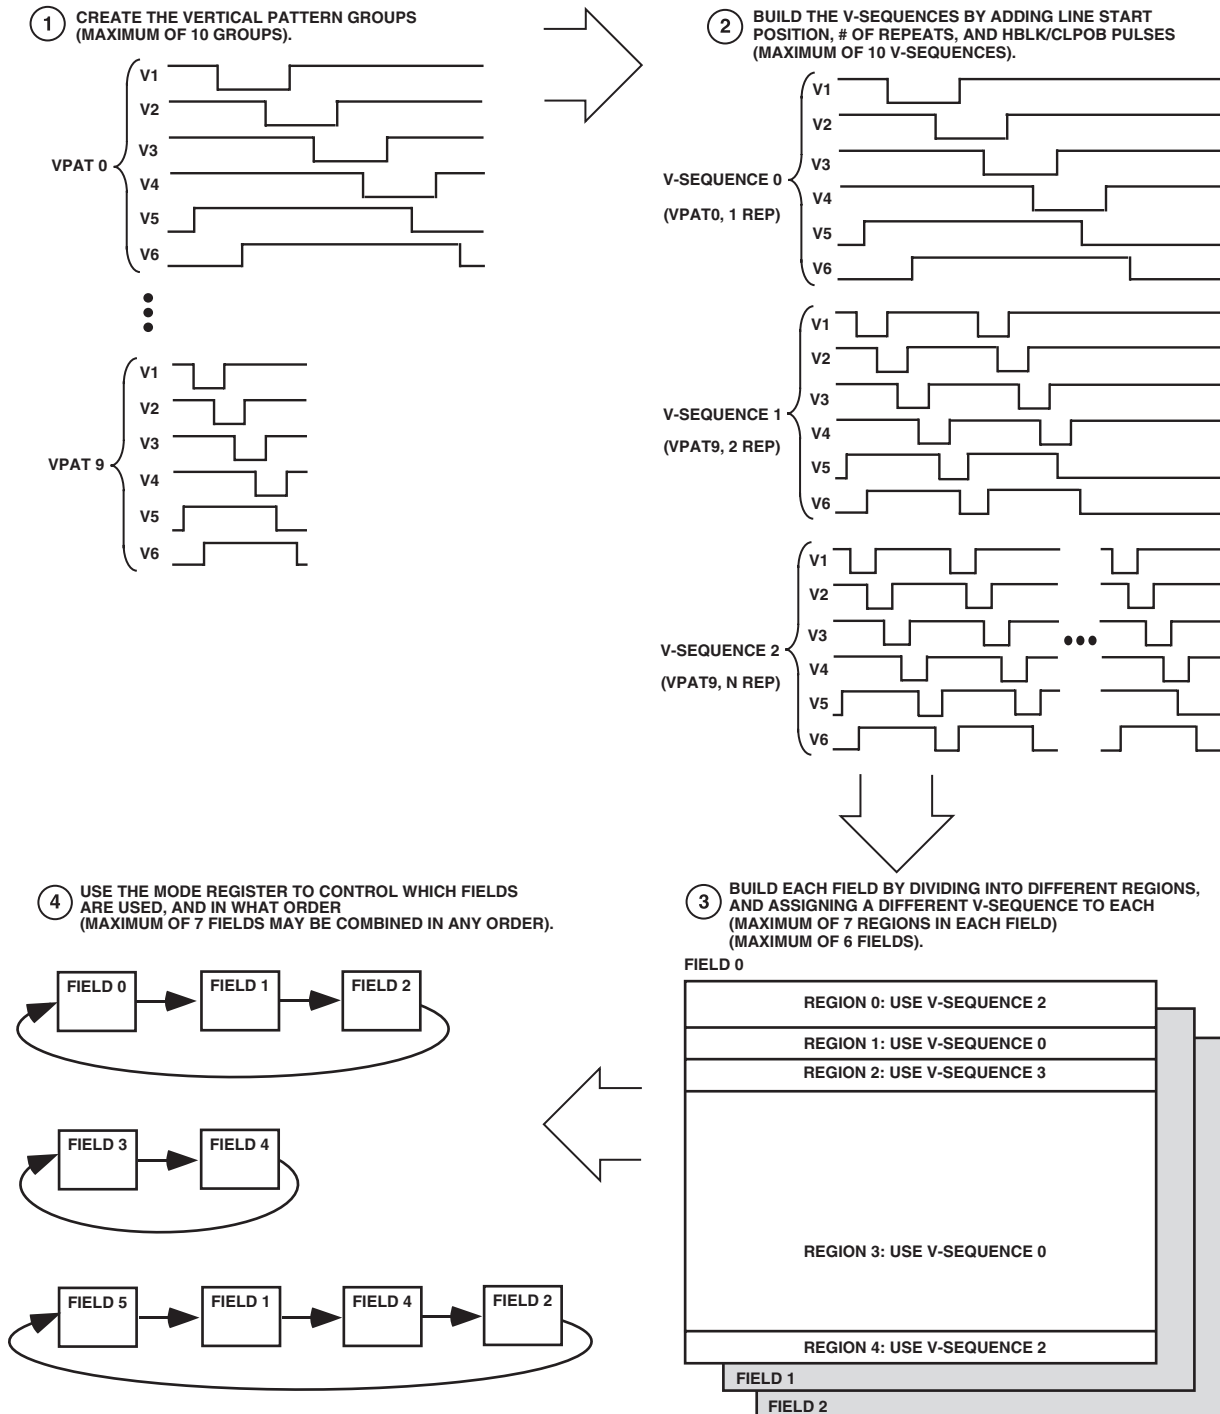 1
CREATE THE VERTICAL PATTERN GROUPS
(MAXIMUM OF 10 GROUPS).
VPAT 0
V1
V2
V3
V4
V5
V6
VPAT 9
V1
V2
V3
V4
V5
V6
2
BUILD THE V-SEQUENCES BY ADDING LINE START
POSITION, # OF REPEATS, AND HBLK/CLPOB PULSES
(MAXIMUM OF 10 V-SEQUENCES).
V-SEQUENCE 0
(VPAT0, 1 REP)
V1
V2
V3
V4
V5
V6
V-SEQUENCE 1
(VPAT9, 2 REP)
V1
V2
V3
V4
V5
V6
V-SEQUENCE 2
(VPAT9, N REP)
V1
V2
V3
V4
V5
V6
3
BUILD EACH FIELD BY DIVIDING INTO DIFFERENT REGIONS,
AND ASSIGNING A DIFFERENT V-SEQUENCE TO EACH
(MAXIMUM OF 7 REGIONS IN EACH FIELD)
(MAXIMUM OF 6 FIELDS).
FIELD 0
REGION 0: USE V-SEQUENCE 2
REGION 1: USE V-SEQUENCE 0
REGION 2: USE V-SEQUENCE 3
REGION 3: USE V-SEQUENCE 0
REGION 4: USE V-SEQUENCE 2
FIELD 1
FIELD 2
4
USE THE MODE REGISTER TO CONTROL WHICH FIELDS
ARE USED, AND IN WHAT ORDER
(MAXIMUM OF 7 FIELDS MAY BE COMBINED IN ANY ORDER).
FIELD 0
FIELD 1
FIELD 2
FIELD 3
FIELD 4
FIELD 5
FIELD 1
FIELD 4
FIELD 2